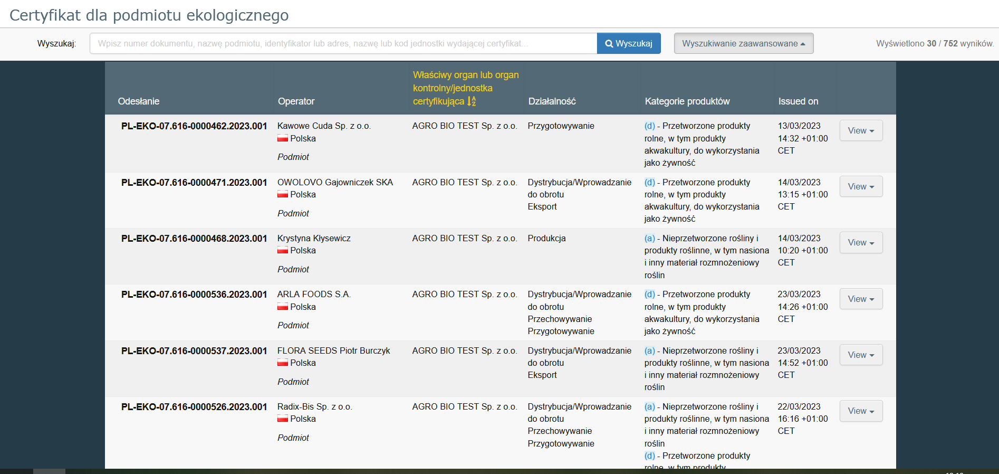 Certyfikat dla podmiotu ekologicznego
Wyszukaj: Wpisz numer dokumentu, nazwę podmiotu, identyfikator lub adres, nazwę lub kod jednostki wydającej certyfikat... Wyszukaj Wyszukiwanie zaawansowane Wyświetlono 30 / 752 wyników.
Odesłanie
Operator
Właściwy organ lub organ
kontrolny/jednostka
certyfikująca
Działalność
Kategorie produktów
Issued on
PL-EKO-07.616-0000462.2023.001
Kawowe Cuda Sp. z o.o.
Polska
Podmiot
AGRO BIO TEST Sp. z o.o.
Przygotowywanie
(d) - Przetworzone produkty
rolne, w tym produkty
akwakultury, do wykorzystania
jako żywność
13/03/2023
14:32 +01:00
CET
View
PL-EKO-07.616-0000471.2023.001
OWOLOVO Gajowniczek SKA
Polska
Podmiot
AGRO BIO TEST Sp. z o.o.
Dystrybucja/Wprowadzanie
do obrotu
Eksport
(d) - Przetworzone produkty
rolne, w tym produkty
akwakultury, do wykorzystania
jako żywność
14/03/2023
13:15 +01:00
CET
View
PL-EKO-07.616-0000468.2023.001
Krystyna Kłysewicz
Polska
Podmiot
AGRO BIO TEST Sp. z o.o.
Produkcja
(a) - Nieprzetworzone rośliny i
produkty roślinne, w tym nasiona
i inny materiał rozmnożeniowy
roślin
14/03/2023
10:20 +01:00
CET
View
PL-EKO-07.616-0000536.2023.001
ARLA FOODS S.A.
Polska
Podmiot
AGRO BIO TEST Sp. z o.o.
Dystrybucja/Wprowadzanie
do obrotu
Przechowywanie
Przygotowywanie
(d) - Przetworzone produkty
rolne, w tym produkty
akwakultury, do wykorzystania
jako żywność
23/03/2023
14:26 +01:00
CET
View
PL-EKO-07.616-0000537.2023.001
FLORA SEEDS Piotr Burczyk
Polska
Podmiot
AGRO BIO TEST Sp. z o.o.
Dystrybucja/Wprowadzanie
do obrotu
Eksport
(a) - Nieprzetworzone rośliny i
produkty roślinne, w tym nasiona
i inny materiał rozmnożeniowy
roślin
23/03/2023
14:52 +01:00
CET
View
PL-EKO-07.616-0000526.2023.001
Radix-Bis Sp. z o.o.
Polska
Podmiot
AGRO BIO TEST Sp. z o.o.
Dystrybucja/Wprowadzanie
do obrotu
Przechowywanie
Przygotowywanie
(a) - Nieprzetworzone rośliny i
produkty roślinne, w tym nasiona
i inny materiał rozmnożeniowy
roślin
(d) - Przetworzone produkty
rolne, w tym produkty
22/03/2023
16:16 +01:00
CET
View